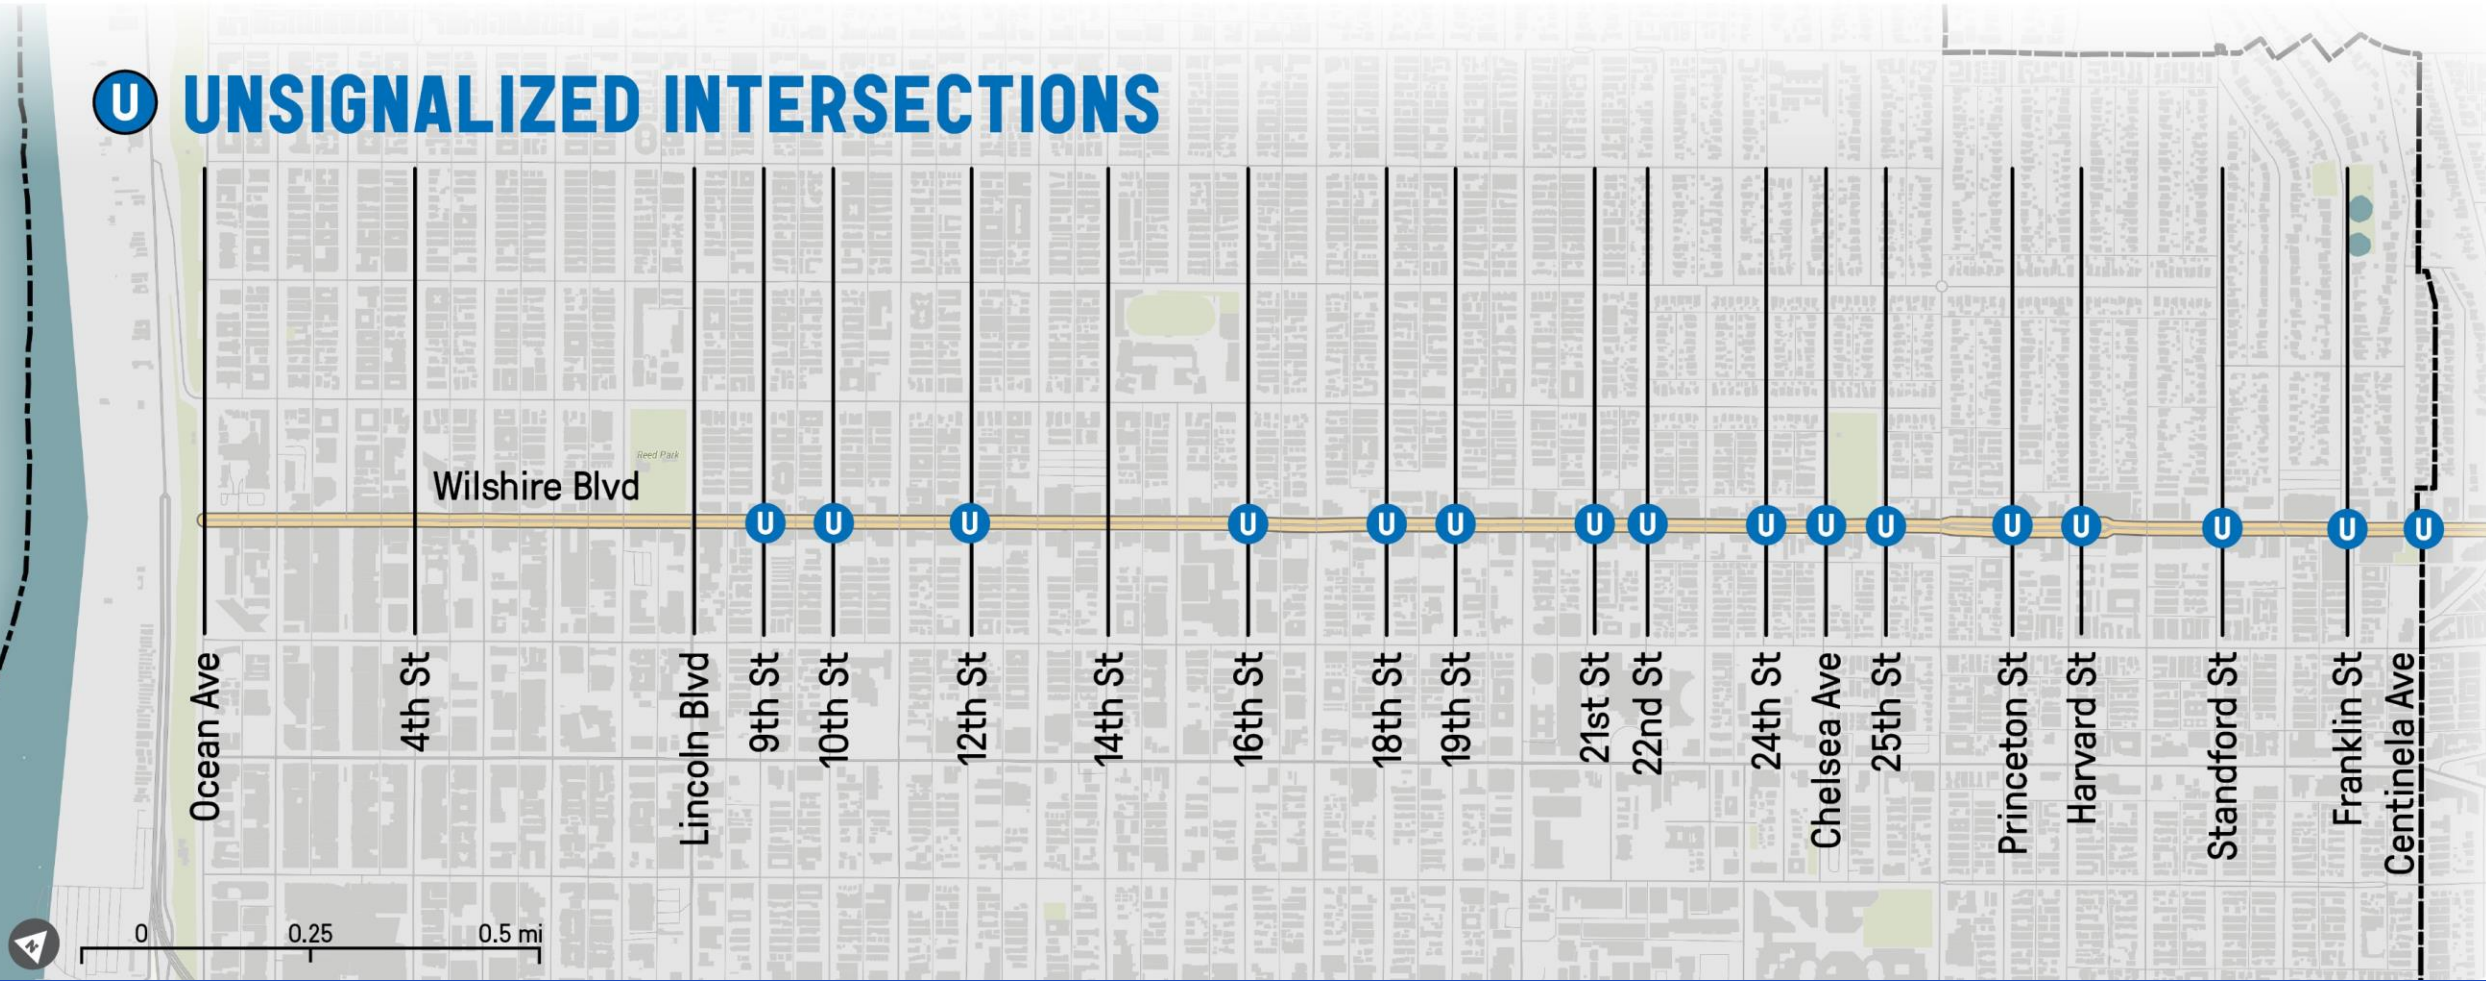 U UNSIGNALIZED INTERSECTIONS
Reed Park
Wilshire Blvd
U U U U U U U U U U U U U U U U
Ocean Ave
4th St
Lincoln Blvd
9th St
10th St
12th St
14th St
16th St
18th St
19th St
21st St
22nd St
24th St
Chelsea Ave
25th St
Princeton St
Harvard St
Standford St
Franklin St
Centinela Ave
N
0 0.25 0.5 mi